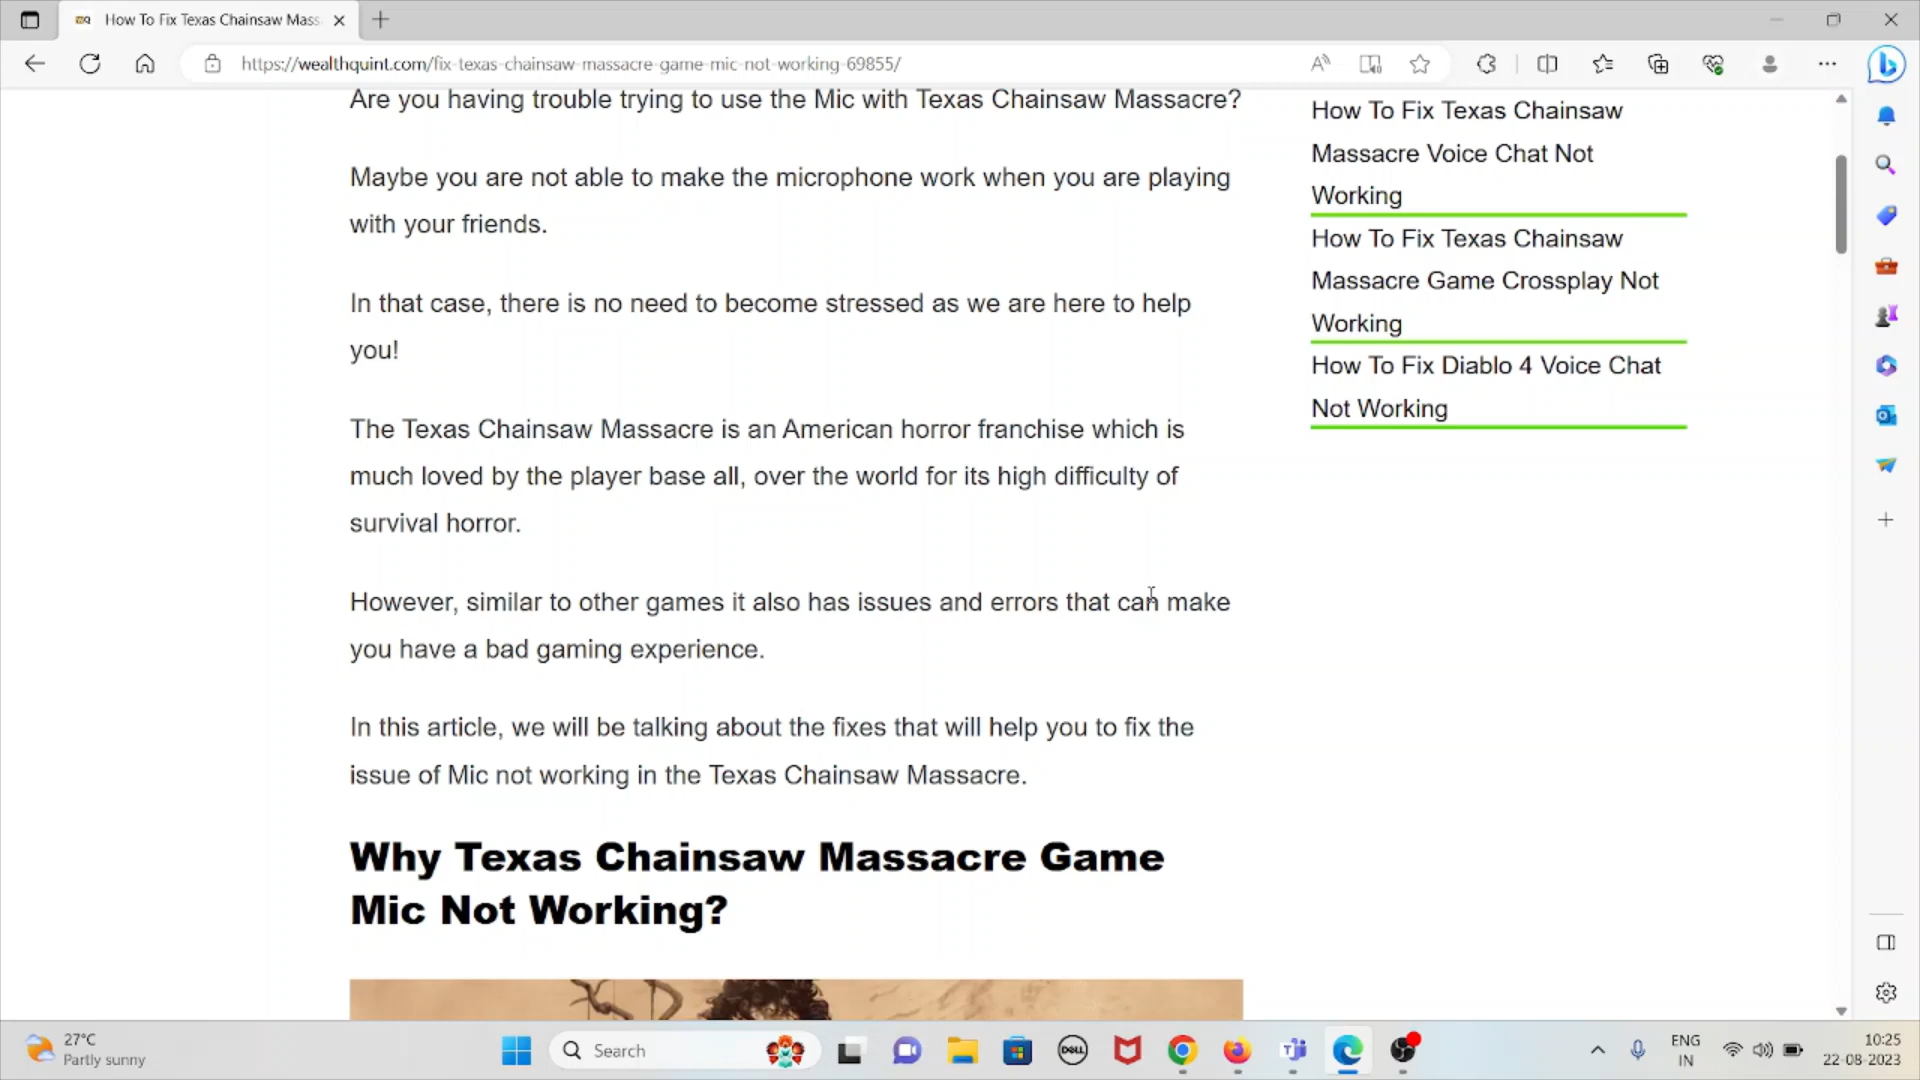 How To Fix Texas Chainsaw Mass
https://wealthquint.com/fix-texas-chainsaw-massacre-game-mic-not-working-69855/
Are you having trouble trying to use the Mic with Texas Chainsaw Massacre?
Maybe you are not able to make the microphone work when you are playing
with your friends.
In that case, there is no need to become stressed as we are here to help
you!
The Texas Chainsaw Massacre is an American horror franchise which is
much loved by the player base all, over the world for its high difficulty of
survival horror.
However, similar to other games it also has issues and errors that can make
you have a bad gaming experience.
In this article, we will be talking about the fixes that will help you to fix the
issue of Mic not working in the Texas Chainsaw Massacre.
Why Texas Chainsaw Massacre Game
Mic Not Working?
How To Fix Texas Chainsaw
Massacre Voice Chat Not
Working
How To Fix Texas Chainsaw
Massacre Game Crossplay Not
Working
How To Fix Diablo 4 Voice Chat
Not Working
27°C
Partly sunny
Search
DELL
ENG
IN
10:25
22-08-2023